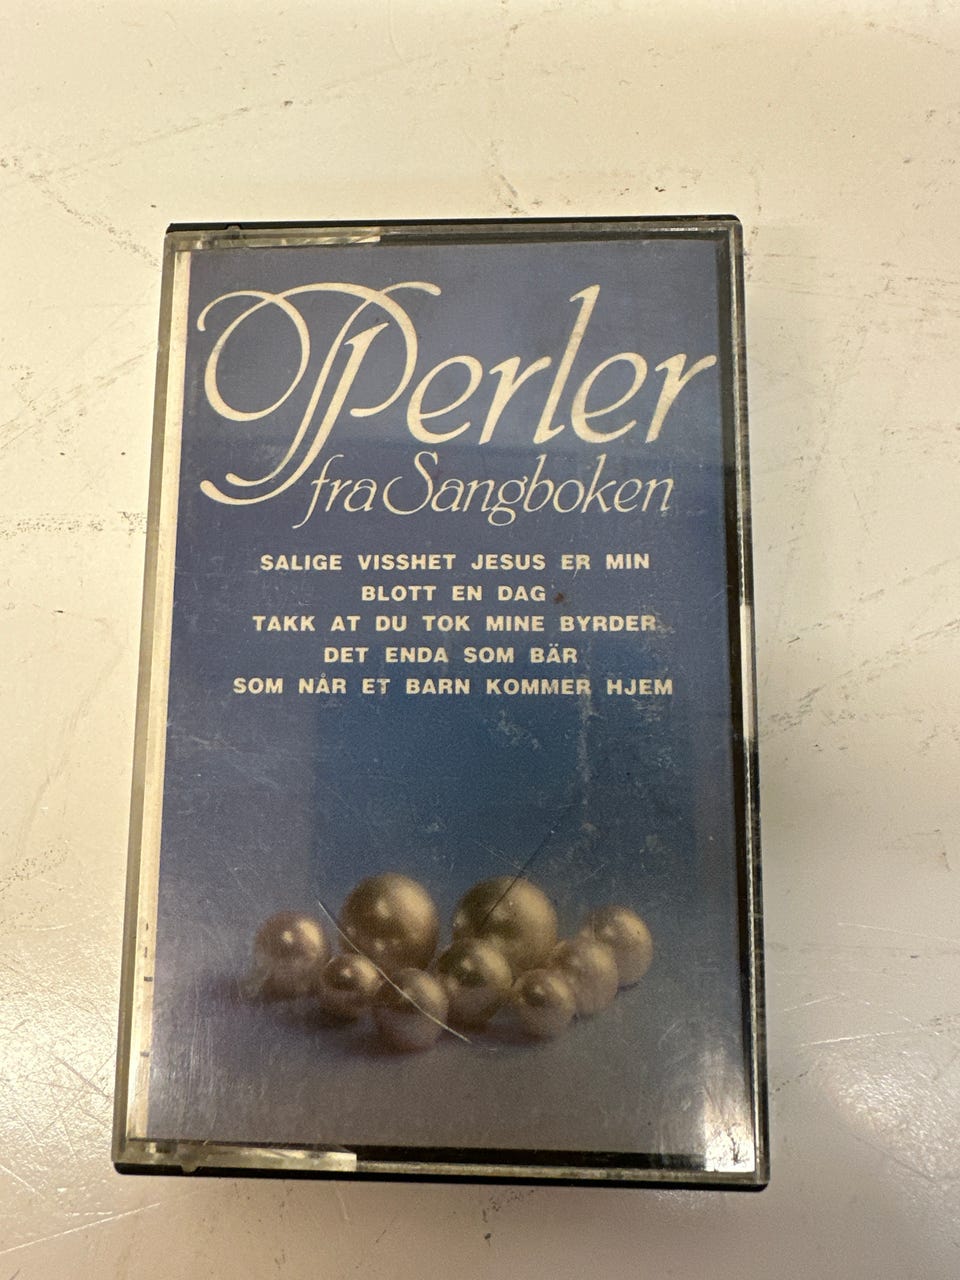 Perler
fra Sangboken
SALIGE VISSHET JESUS ER MIN
BLOTT EN DAG
TAKK AT DU TOK MINE BYRDER
DET ENDA SOM BÄR
SOM NÅR ET BARN KOMMER HJEM